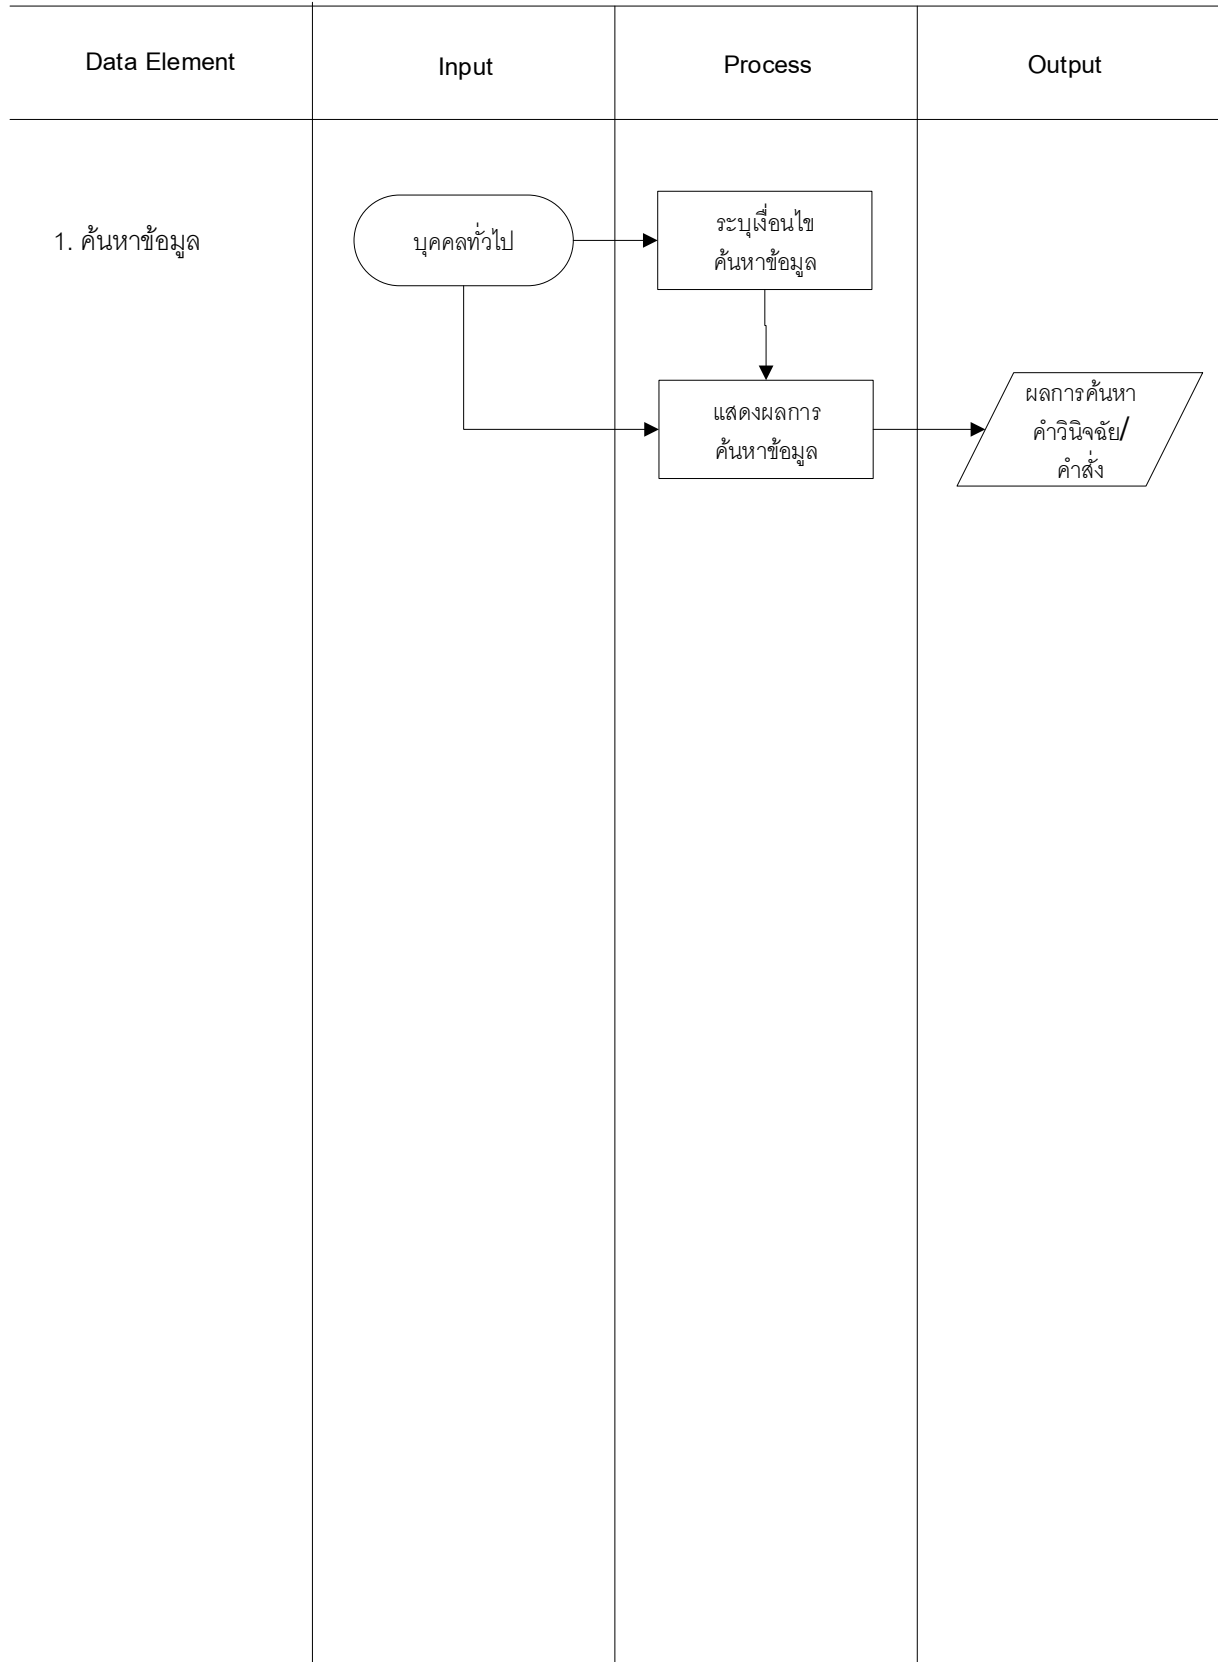 Data Element
Input
Process
Output
1. ค้นหาข้อมูล
บุคคลทั่วไป
ระบุเงื่อนไข
ค้นหาข้อมูล
แสดงผลการ
ค้นหาข้อมูล
ผลการค้นหา
คำวินิจฉัย/
คำสั่ง